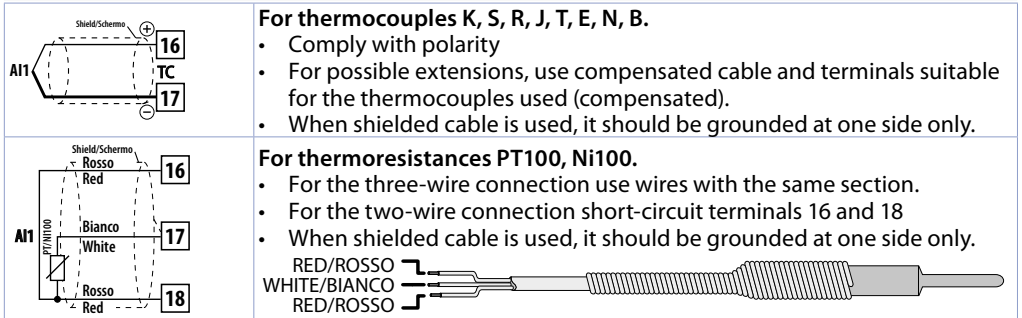 Shield/Schermo
+
16
AI1
TC
17
-
For thermocouples K, S, R, J, T, E, N, B.
• Comply with polarity
• For possible extensions, use compensated cable and terminals suitable
for the thermocouples used (compensated).
• When shielded cable is used, it should be grounded at one side only.
Shield/Schermo
Rosso
Red
16
AI1
PT/NI100
Bianco
White
17
Rosso
Red
18
For thermoresistances PT100, Ni100.
• For the three-wire connection use wires with the same section.
• For the two-wire connection short-circuit terminals 16 and 18
• When shielded cable is used, it should be grounded at one side only.
RED/ROSSO
WHITE/BIANCO
RED/ROSSO